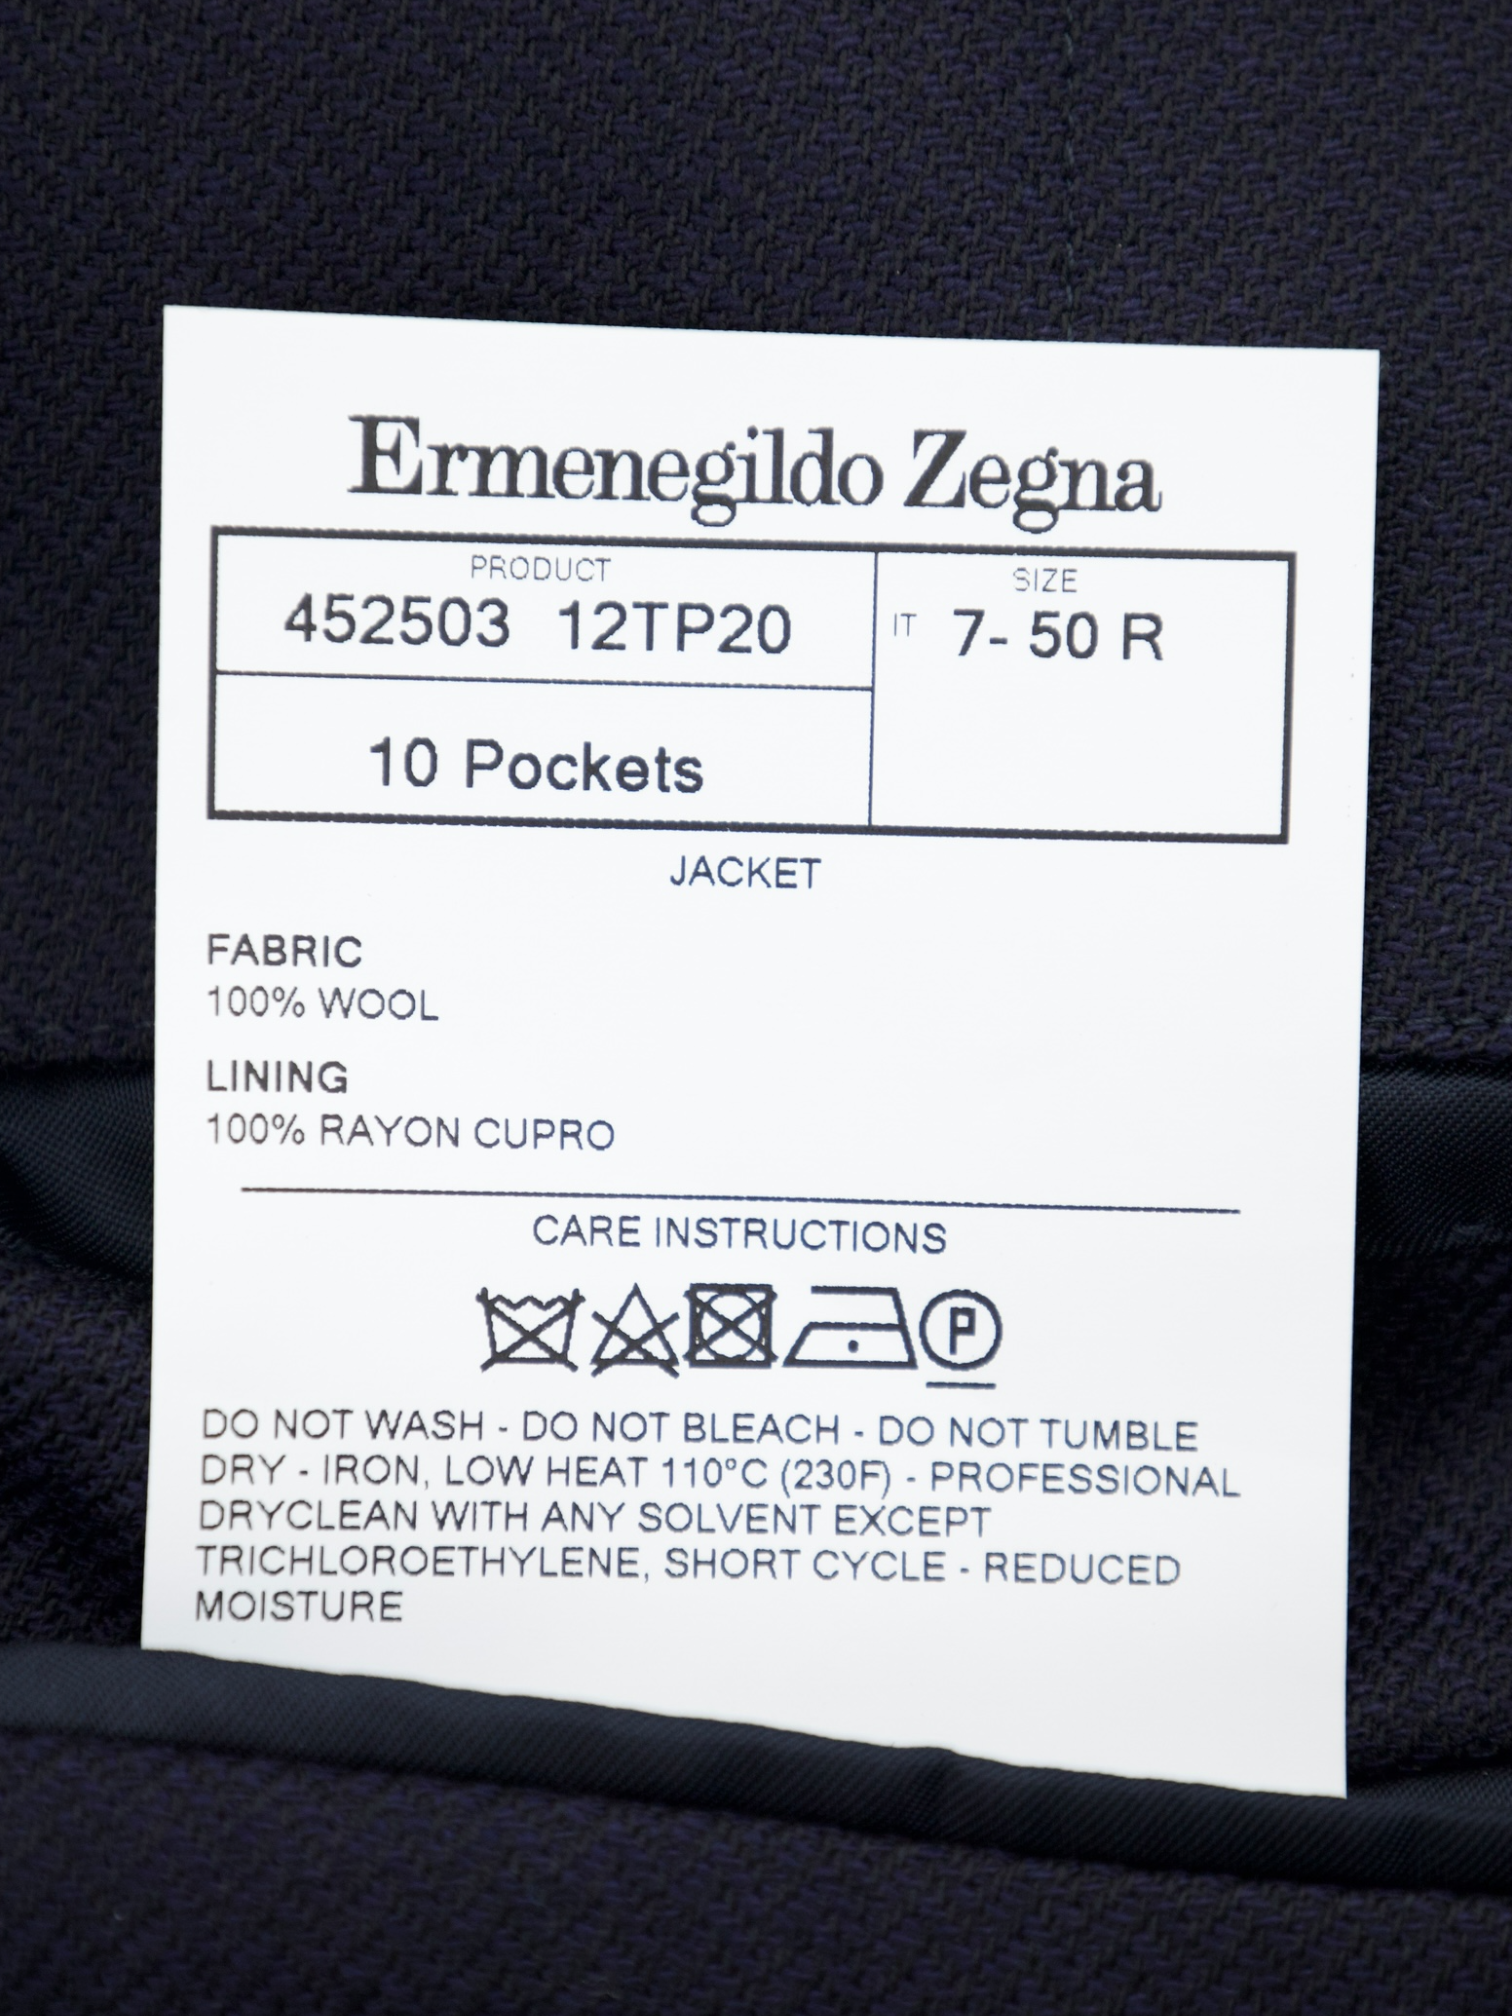 Ermenegildo Zegna
PRODUCT
452503 12TP20
SIZE
IT 7- 50 R
10 Pockets
JACKET
FABRIC
100% WOOL
LINING
100% RAYON CUPRO
CARE INSTRUCTIONS
P
DO NOT WASH - DO NOT BLEACH - DO NOT TUMBLE
DRY - IRON, LOW HEAT 110°C (230F) - PROFESSIONAL
DRYCLEAN WITH ANY SOLVENT EXCEPT
TRICHLOROETHYLENE, SHORT CYCLE - REDUCED
MOISTURE